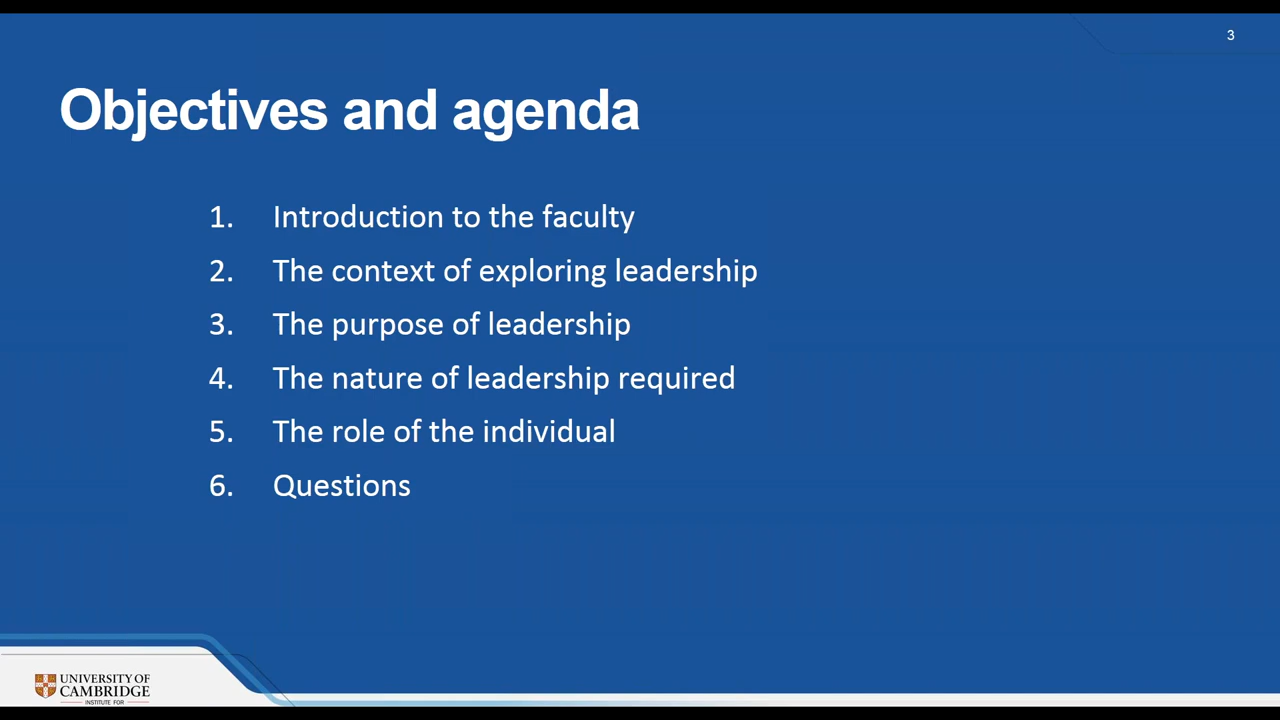 3
Objectives and agenda
1. Introduction to the faculty
2. The context of exploring leadership
3. The purpose of leadership
4. The nature of leadership required
5. The role of the individual
6. Questions
UNIVERSITY OF
CAMBRIDGE
INSTITUTE FOR